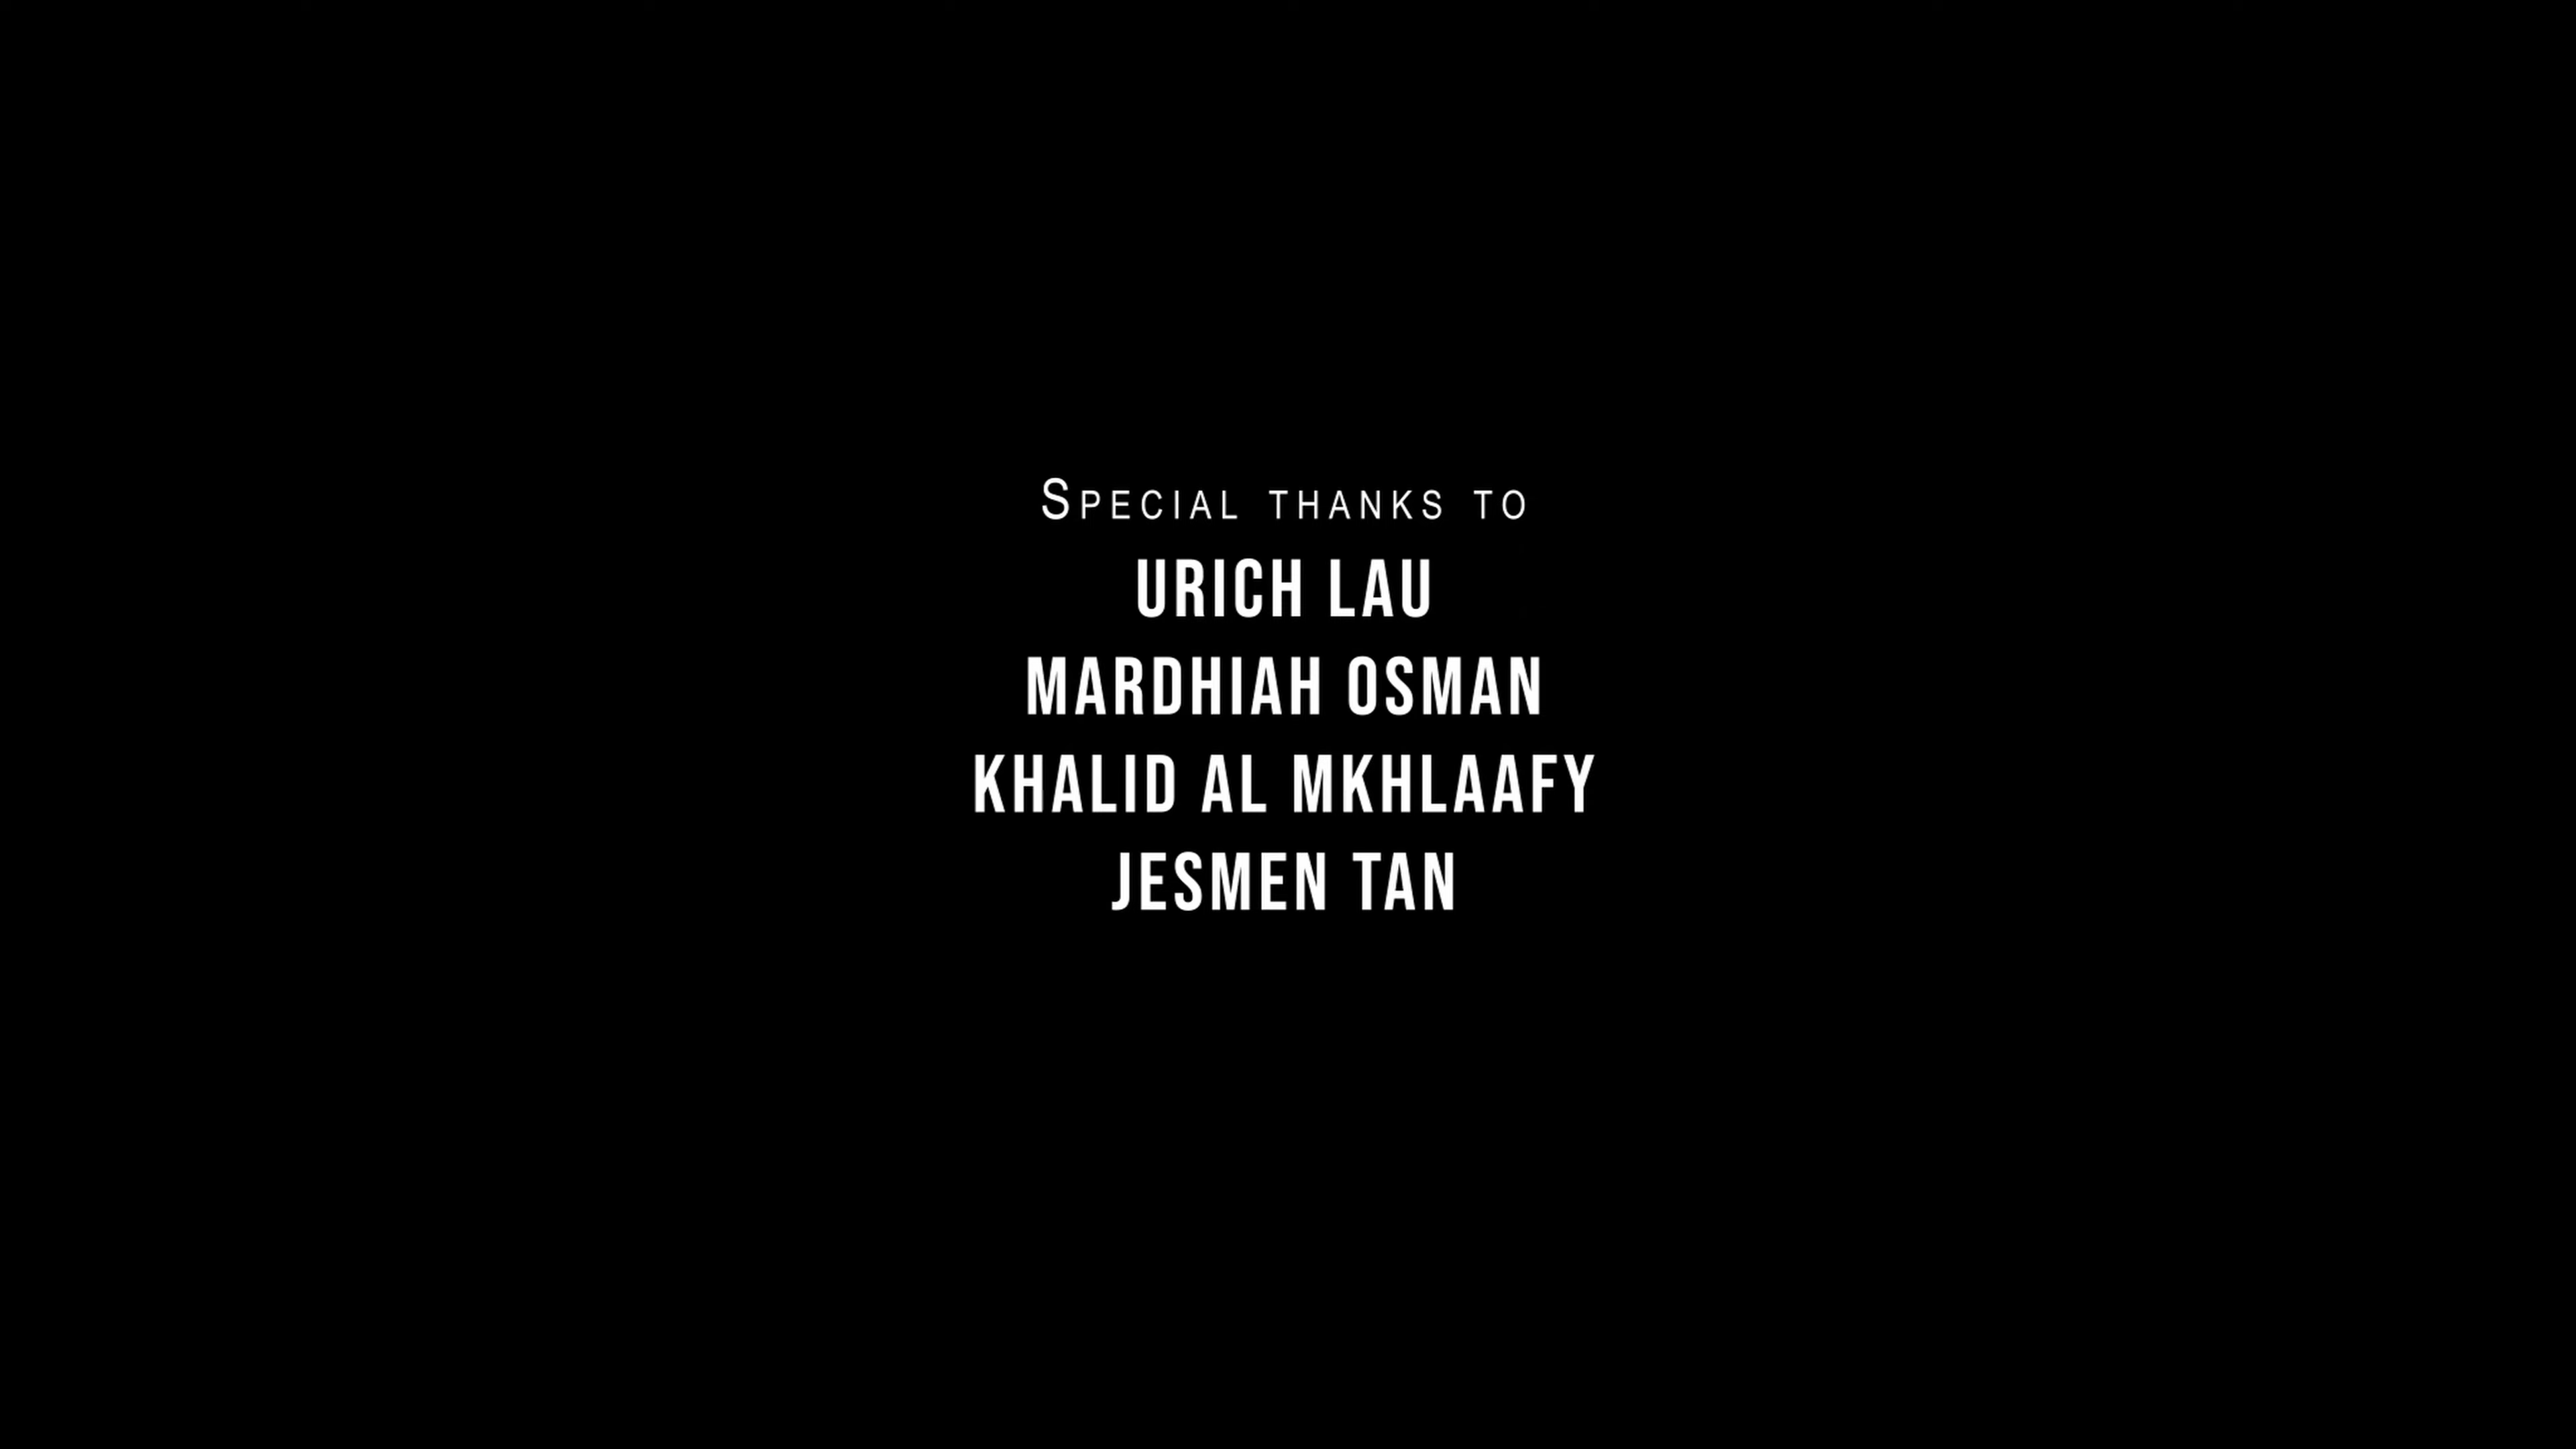 Special thanks to
URICH LAU
MARDHIAH OSMAN
KHALID AL MKHLAAFY
JESMEN TAN